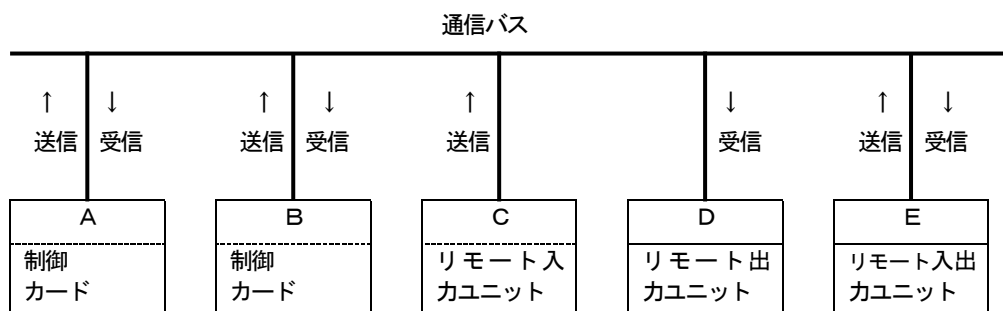 通信バス
↑ ↓ ↑ ↓ ↑ ↓ ↑ ↓
送信 受信 送信 受信 送信 受信 送信 受信
A B C D E
制御 制御 リモート入 リモート出 リモート入出
カード カード 力ユニット 力ユニット 力ユニット